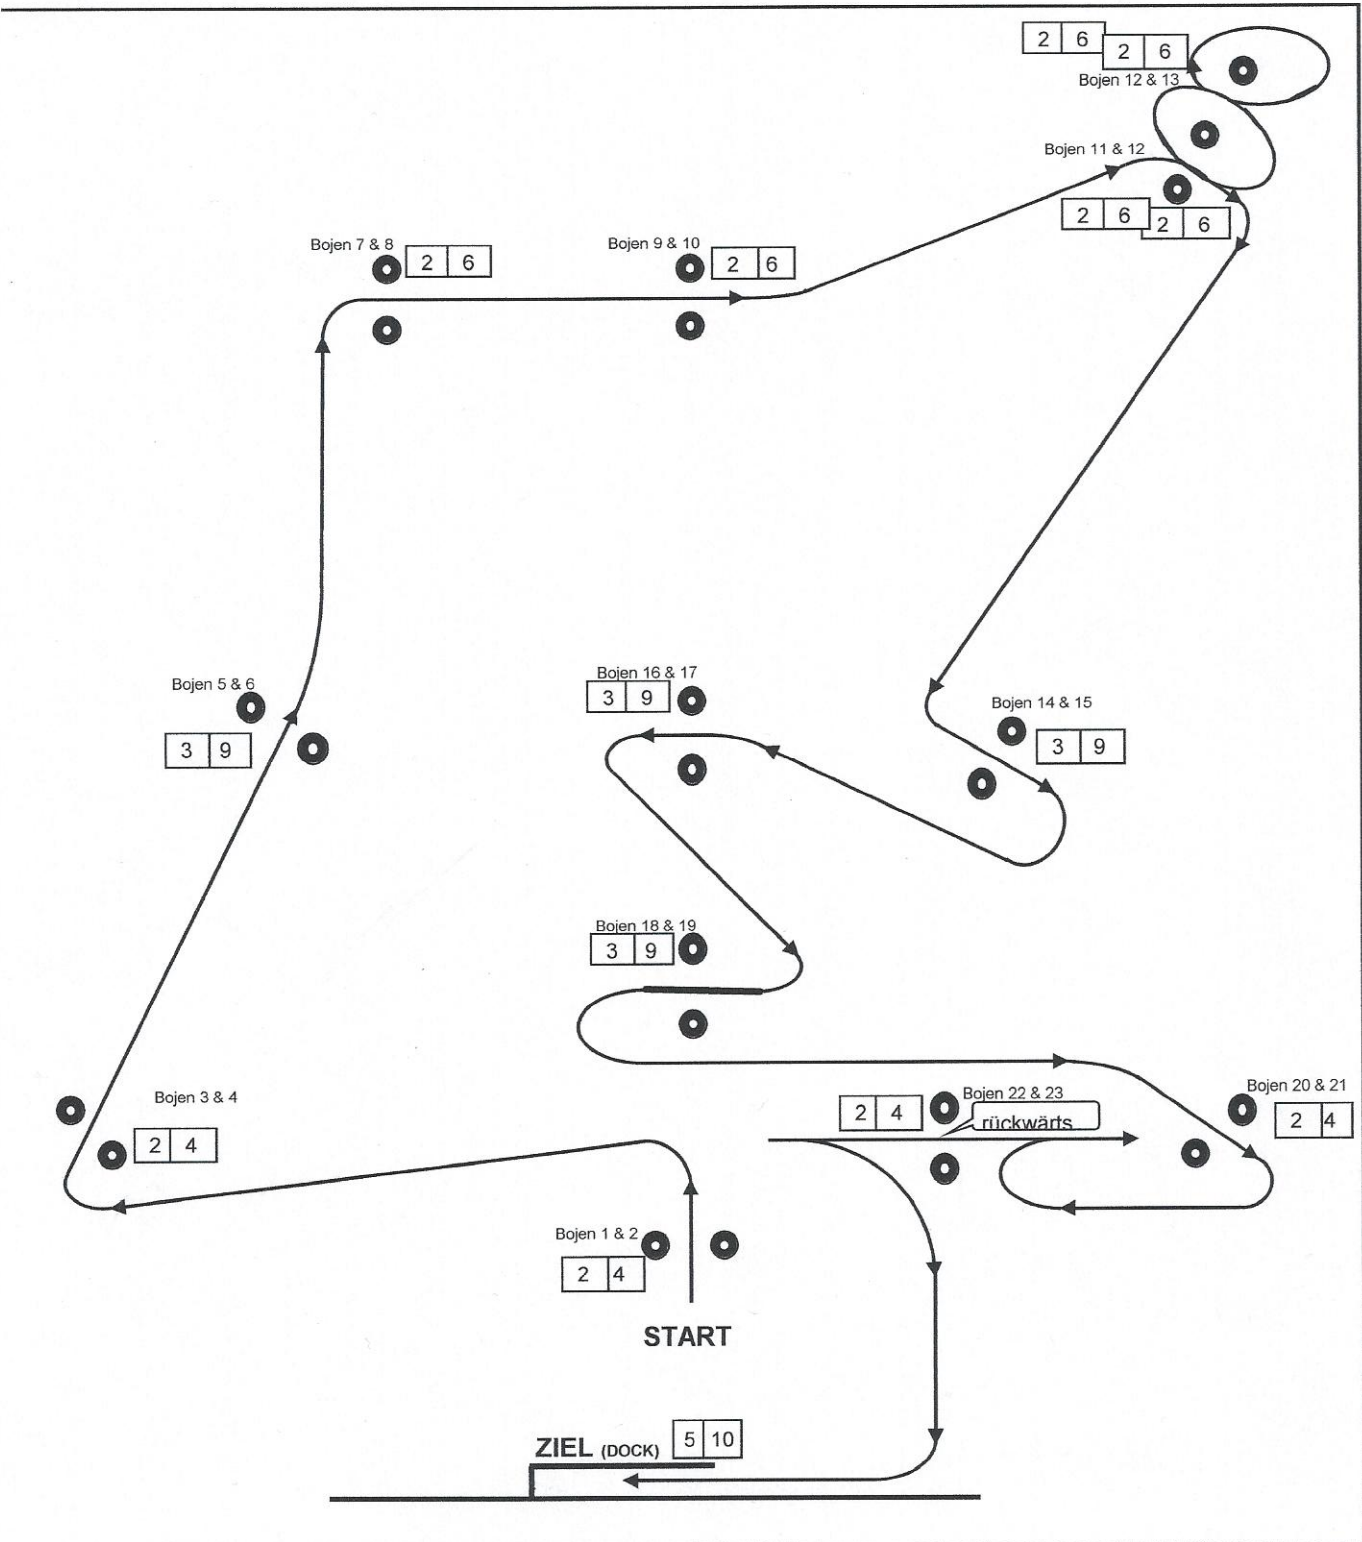 2 6
2 6
Bojen 12 & 13
Bojen 11 & 12
2 6
2 6
Bojen 7 & 8
2 6
Bojen 9 & 10
2 6
Bojen 5 & 6
3 9
Bojen 16 & 17
3 9
Bojen 14 & 15
3 9
Bojen 18 & 19
3 9
Bojen 3 & 4
2 4
Bojen 22 & 23
2 4
rückwärts
Bojen 20 & 21
2 4
Bojen 1 & 2
2 4
START
ZIEL (DOCK)
5 10